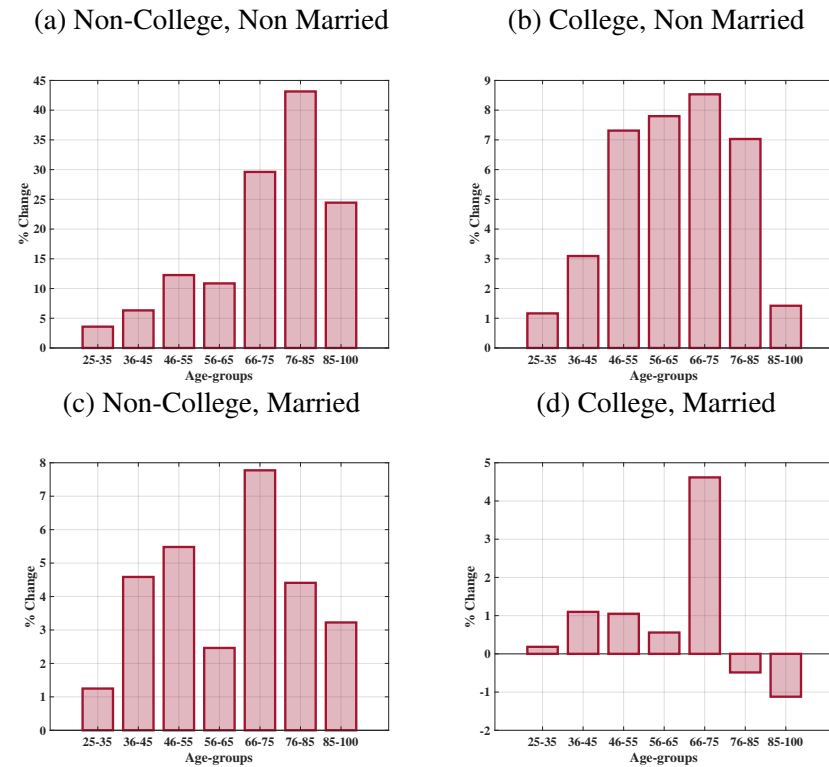 (a) Non-College, Non Married
45
40
35
30
25
20
15
10
5
0
% Change
25-35 36-45 46-55 56-65 66-75 76-85 85-100
Age-groups
(b) College, Non Married
9
8
7
6
5
4
3
2
1
0
% Change
25-35 36-45 46-55 56-65 66-75 76-85 85-100
Age-groups
(c) Non-College, Married
8
7
6
5
4
3
2
1
0
% Change
25-35 36-45 46-55 56-65 66-75 76-85 85-100
Age-groups
(d) College, Married
5
4
3
2
1
0
-1
-2
% Change
25-35 36-45 46-55 56-65 66-75 76-85 85-100
Age-groups